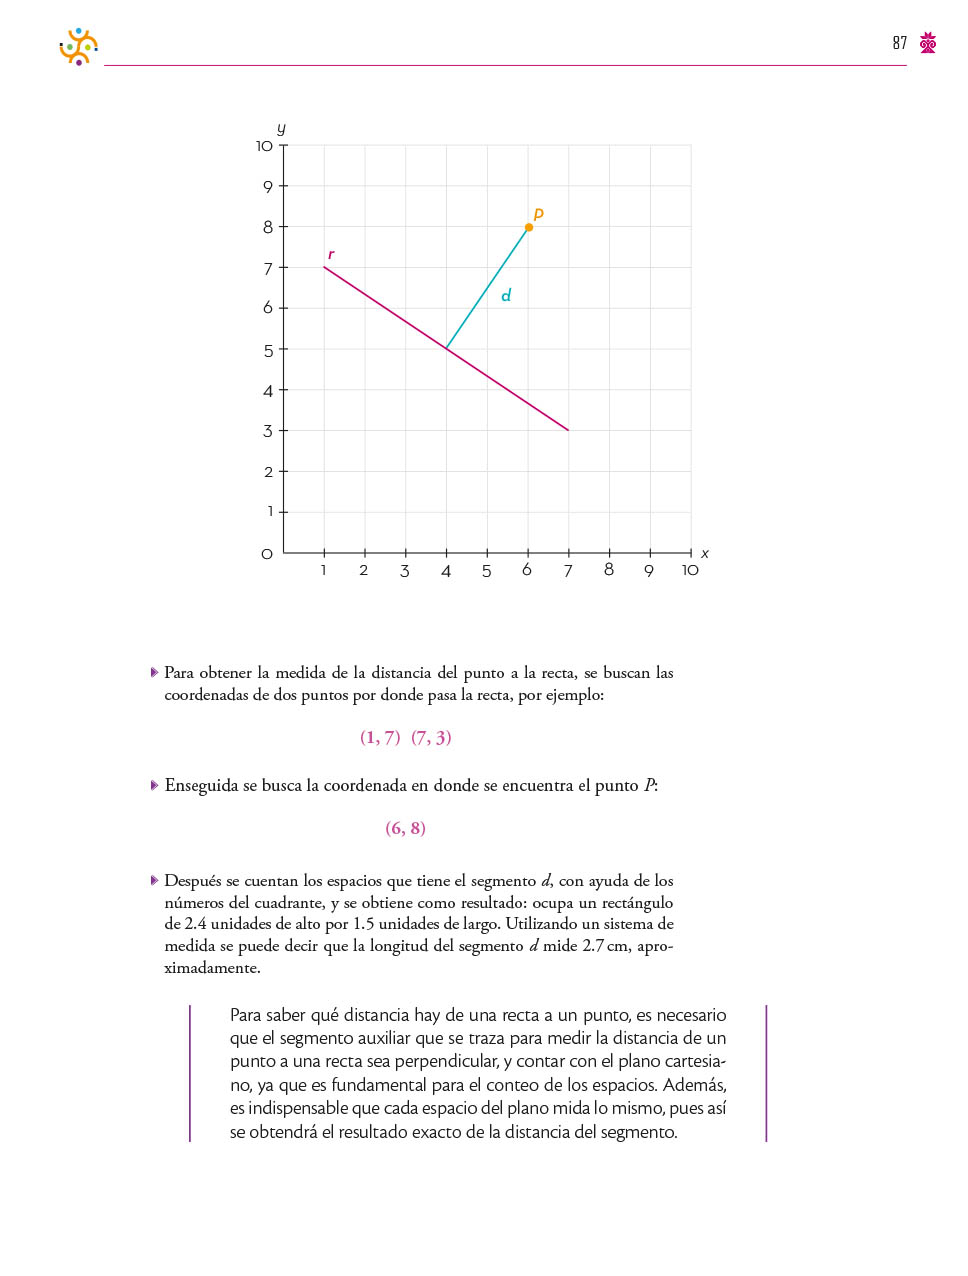 87
y
10
9
8
7
6
5
4
3
2
1
0
r
P
d
x
1 2 3 4 5 6 7 8 9 10
Para obtener la medida de la distancia del punto a la recta, se buscan las
coordenadas de dos puntos por donde pasa la recta, por ejemplo:
(1, 7) (7, 3)
Enseguida se busca la coordenada en donde se encuentra el punto P:
(6, 8)
Después se cuentan los espacios que tiene el segmento d, con ayuda de los
números del cuadrante, y se obtiene como resultado: ocupa un rectángulo
de 2.4 unidades de alto por 1.5 unidades de largo. Utilizando un sistema de
medida se puede decir que la longitud del segmento d mide 2.7 cm, apro-
ximadamente.
Para saber qué distancia hay de una recta a un punto, es necesario
que el segmento auxiliar que se traza para medir la distancia de un
punto a una recta sea perpendicular, y contar con el plano cartesia-
no, ya que es fundamental para el conteo de los espacios. Además,
es indispensable que cada espacio del plano mida lo mismo, pues así
se obtendrá el resultado exacto de la distancia del segmento.